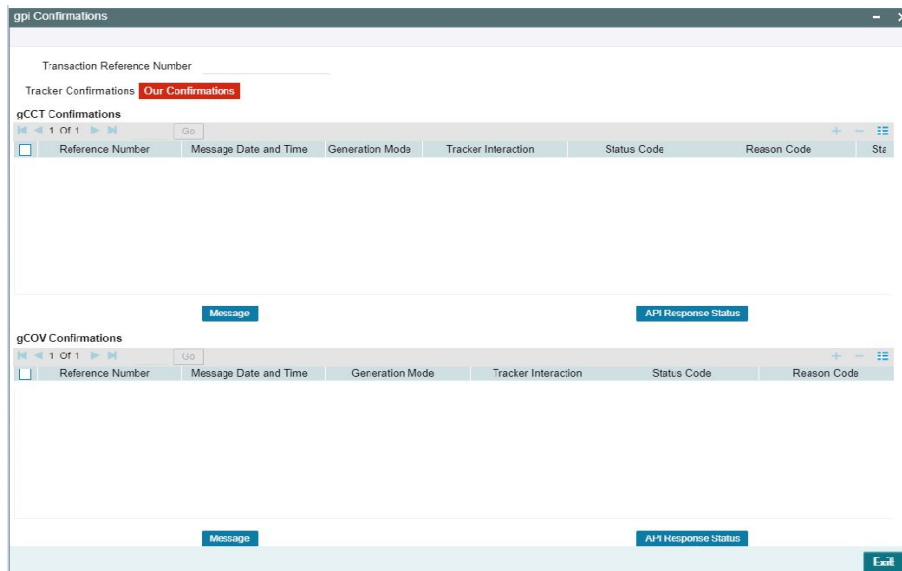 gpi Confirmations
Transaction Reference Number
Tracker Confirmations Our Confirmations
gCCT Confirmations
1 Of 1 Go
Reference Number Message Date and Time Generation Mode Tracker Interaction Status Code Reason Code Sta
Message API Response Status
gCOV Confirmations
1 Of 1 Go
Reference Number Message Date and Time Generation Mode Tracker Interaction Status Code Reason Code
Message API Response Status
Exit